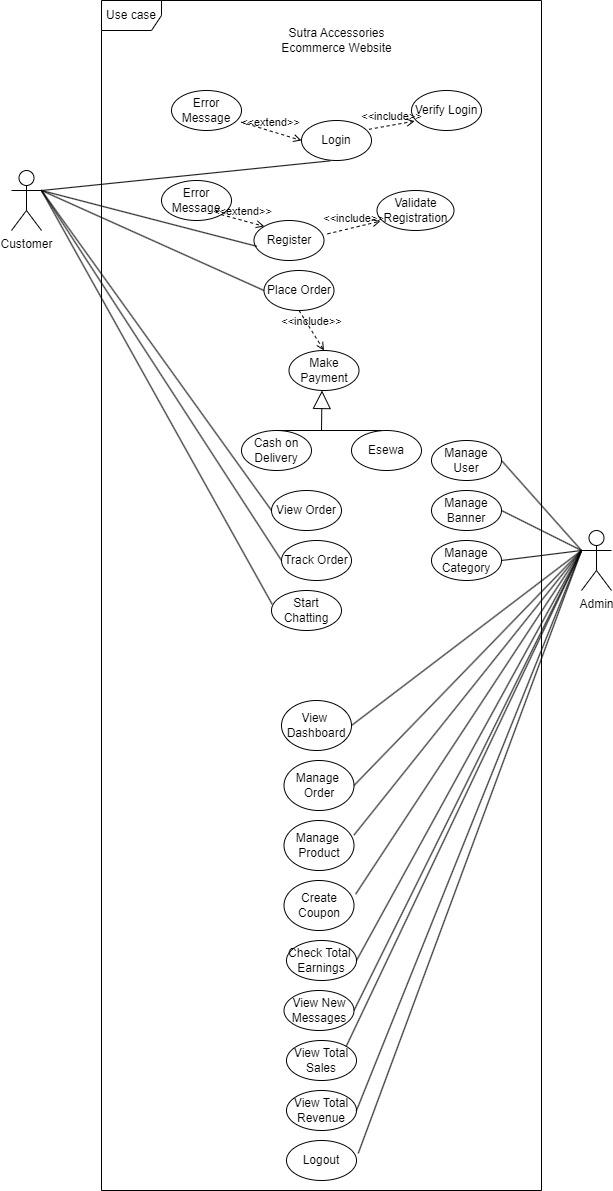 Use case
Sutra Accessories
Ecommerce Website
Error
Message
<<extend>>
Login
<<include>>
Verify Login
Customer
Error
Message
<<extend>>
Register
<<include>>
Validate
Registration
Place Order
<<include>>
Make
Payment
Cash on
Delivery
Esewa
Manage
User
View Order
Manage
Banner
Track Order
Manage
Category
Start
Chatting
Admin
View
Dashboard
Manage
Order
Manage
Product
Create
Coupon
Check Total
Earnings
View New
Messages
View Total
Sales
View Total
Revenue
Logout